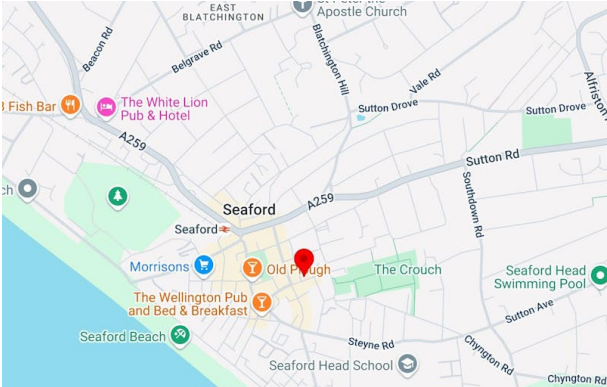 EAST
BLATCHINGTON
St Peter the
Apostle Church
Beacon Rd
Belgrave Rd
Blatchington Hill
Vale Rd
Alfriston
3 Fish Bar
The White Lion
Pub & Hotel
Sutton Drove
Sutton Drove
A259
Sutton Rd
ch
Seaford
A259
Southdown Rd
Seaford
Morrisons
Old Plough
The Crouch
Seaford Head
Swimming Pool
The Wellington Pub
and Bed & Breakfast
Sutton Ave
Seaford Beach
Steyne Rd
Chyngton Rd
Seaford Head School
Chyngton Rd